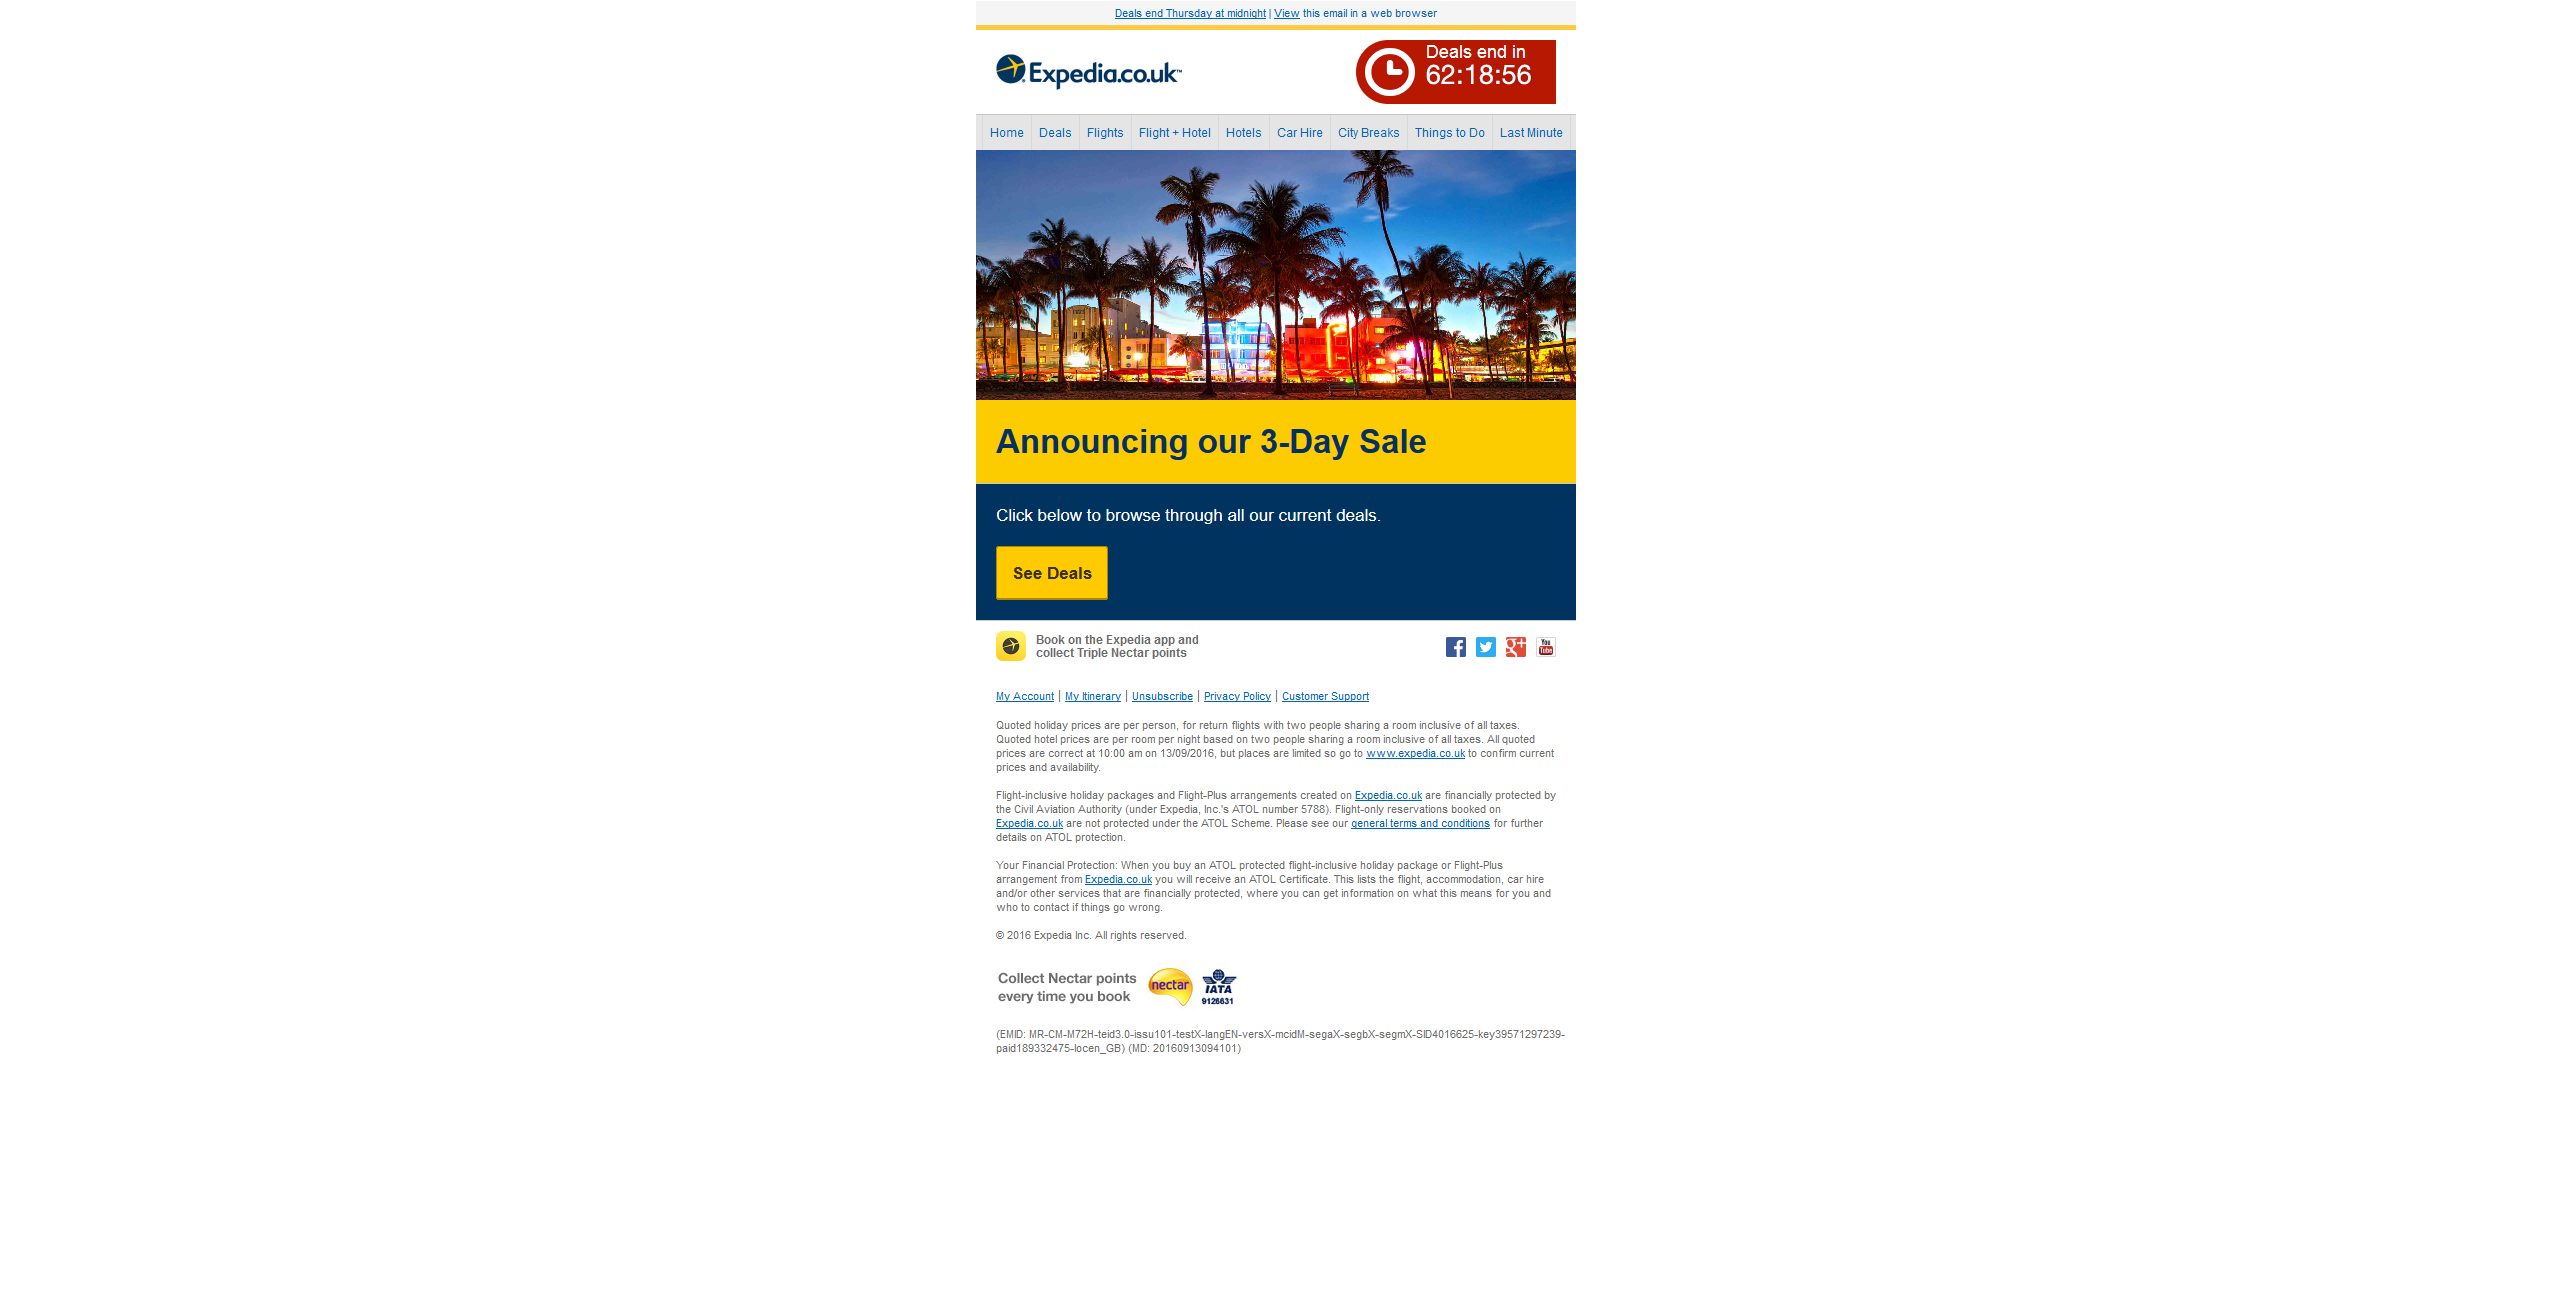 Deals end Thursday at midnight | View this email in a web browser
Expedia.co.uk™
Deals end in
62:18:56
Home Deals Flights Flight + Hotel Hotels Car Hire City Breaks Things to Do Last Minute
Announcing our 3-Day Sale
Click below to browse through all our current deals.
See Deals
Book on the Expedia app and
collect Triple Nectar points
You
Tube
My Account | My Itinerary | Unsubscribe | Privacy Policy | Customer Support
Quoted holiday prices are per person, for return flights with two people sharing a room inclusive of all taxes.
Quoted hotel prices are per room per night based on two people sharing a room inclusive of all taxes. All quoted
prices are correct at 10:00 am on 13/09/2016, but places are limited so go to www.expedia.co.uk to confirm current
prices and availability.
Flight-inclusive holiday packages and Flight-Plus arrangements created on Expedia.co.uk are financially protected by
the Civil Aviation Authority (under Expedia, Inc.'s ATOL number 5788). Flight-only reservations booked on
Expedia.co.uk are not protected under the ATOL Scheme. Please see our general terms and conditions for further
details on ATOL protection.
Your Financial Protection: When you buy an ATOL protected flight-inclusive holiday package or Flight-Plus
arrangement from Expedia.co.uk you will receive an ATOL Certificate. This lists the flight, accommodation, car hire
and/or other services that are financially protected, where you can get information on what this means for you and
who to contact if things go wrong.
© 2016 Expedia Inc. All rights reserved.
Collect Nectar points
every time you book
nectar
IATA
9126631
(EMID: MR-CM-M72H-teid3.0-issu101-testX-langEN-versX-mcidM-segaX-segbX-segmX-SID4016625-key39571297239-
paid189332475-locen_GB) (MD: 20160913094101)